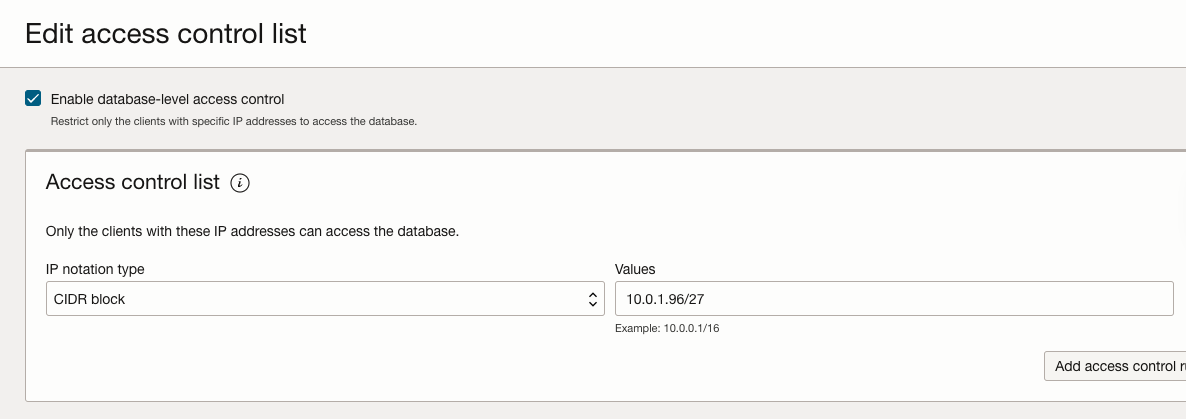 Edit access control list
Enable database-level access control
Restrict only the clients with specific IP addresses to access the database.
Access control list
Only the clients with these IP addresses can access the database.
IP notation type
Values
CIDR block
10.0.1.96/27
Example: 10.0.0.1/16
Add access control